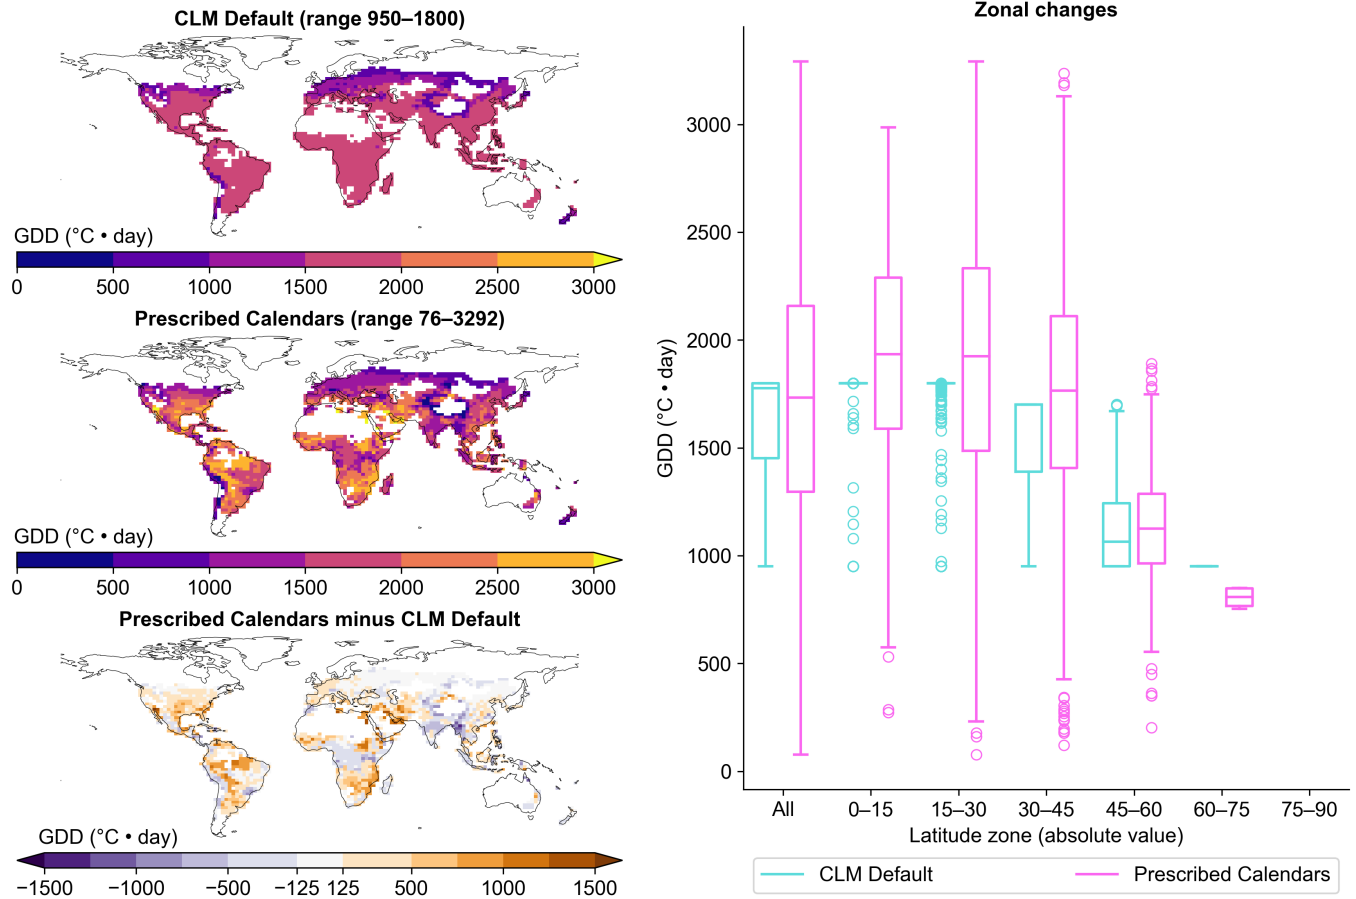 CLM Default (range 950–1800)
GDD (°C • day)
0 500 1000 1500 2000 2500 3000
Prescribed Calendars (range 76–3292)
GDD (°C • day)
0 500 1000 1500 2000 2500 3000
Prescribed Calendars minus CLM Default
GDD (°C • day)
−1500 −1000 −500 −125 125 500 1000 1500
Zonal changes
GDD (°C • day)
3000
2500
2000
1500
1000
500
0
All 0–15 15–30 30–45 45–60 60–75 75–90
Latitude zone (absolute value)
CLM Default Prescribed Calendars